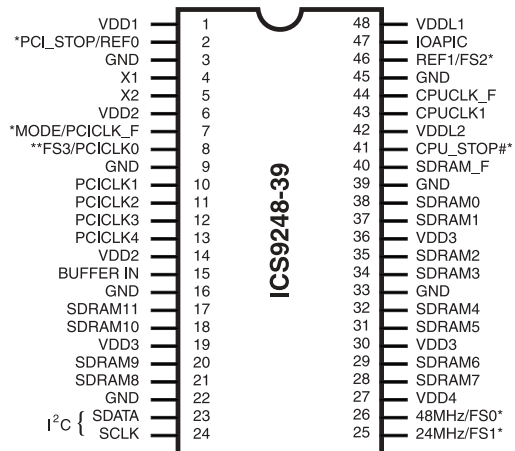 VDD1 1 48 VDDL1
*PCI_STOP/REF0 2 47 IOAPIC
GND 3 46 REF1/FS2*
X1 4 45 GND
X2 5 44 CPUCLK_F
VDD2 6 43 CPUCLK1
*MODE/PCICLK_F 7 42 VDDL2
**FS3/PCICLK0 8 41 CPU_STOP#*
GND 9 40 SDRAM_F
PCICLK1 10 39 GND
PCICLK2 11 38 SDRAM0
PCICLK3 12 37 SDRAM1
PCICLK4 13 36 VDD3
VDD2 14 35 SDRAM2
BUFFER IN 15 34 SDRAM3
GND 16 33 GND
SDRAM11 17 32 SDRAM4
SDRAM10 18 31 SDRAM5
VDD3 19 30 VDD3
SDRAM9 20 29 SDRAM6
SDRAM8 21 28 SDRAM7
GND 22 27 VDD4
I²C { SDATA 23 26 48MHz/FS0*
SCLK 24 25 24MHz/FS1*
ICS9248-39